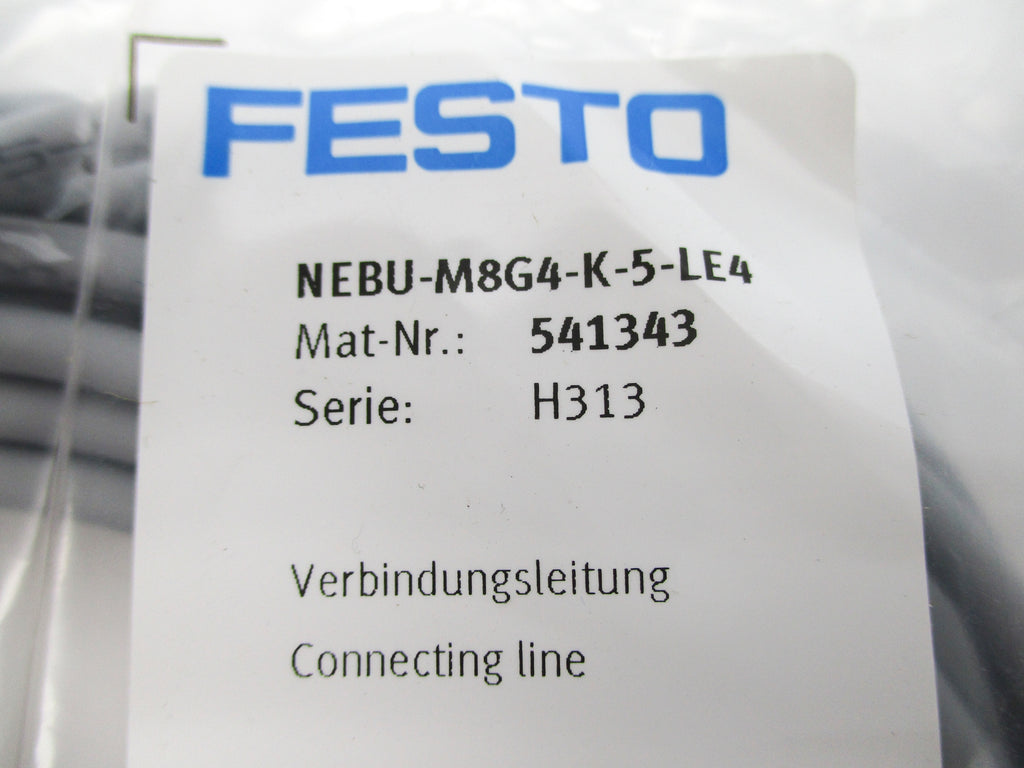 FESTO
NEBU-M8G4-K-5-LE4
Mat-Nr.: 541343
Serie: H313
Verbindungsleitung
Connecting line